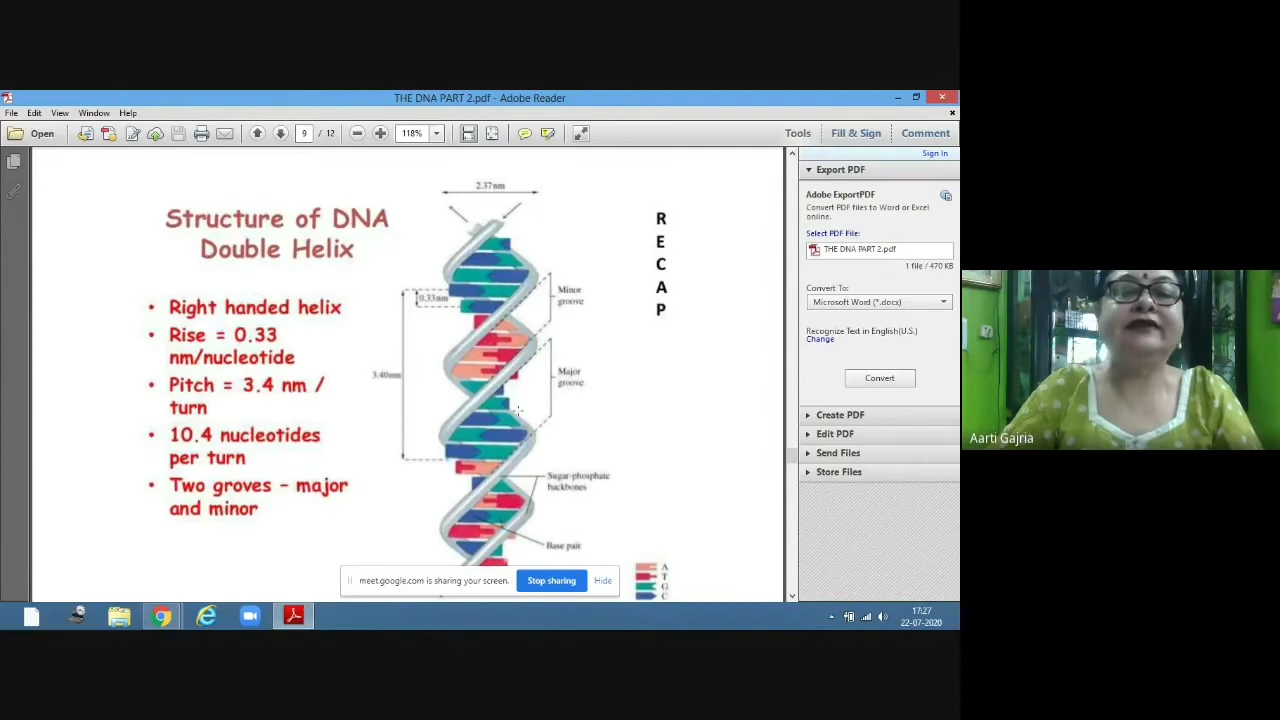 THE DNA PART 2.pdf - Adobe Reader
File Edit View Window Help
Open 9 / 12 118% Tools Fill & Sign Comment
Sign In
Export PDF
Adobe ExportPDF
Convert PDF files to Word or Excel
online.
Select PDF File:
THE DNA PART 2.pdf
1 file / 470 KB
Convert To:
Microsoft Word (*.docx)
Recognize Text in English(U.S.)
Change
Convert
Create PDF
Edit PDF
Send Files
Store Files
Structure of DNA
Double Helix
• Right handed helix
• Rise = 0.33
nm/nucleotide
• Pitch = 3.4 nm /
turn
• 10.4 nucleotides
per turn
• Two groves – major
and minor
2.37nm
0.33nm
3.40nm
Minor
groove
Major
groove
Sugar-phosphate
backbones
Base pair
R
E
C
A
P
A
T
G
C
meet.google.com is sharing your screen.
Stop sharing
Hide
17:27
22-07-2020
Aarti Gajria